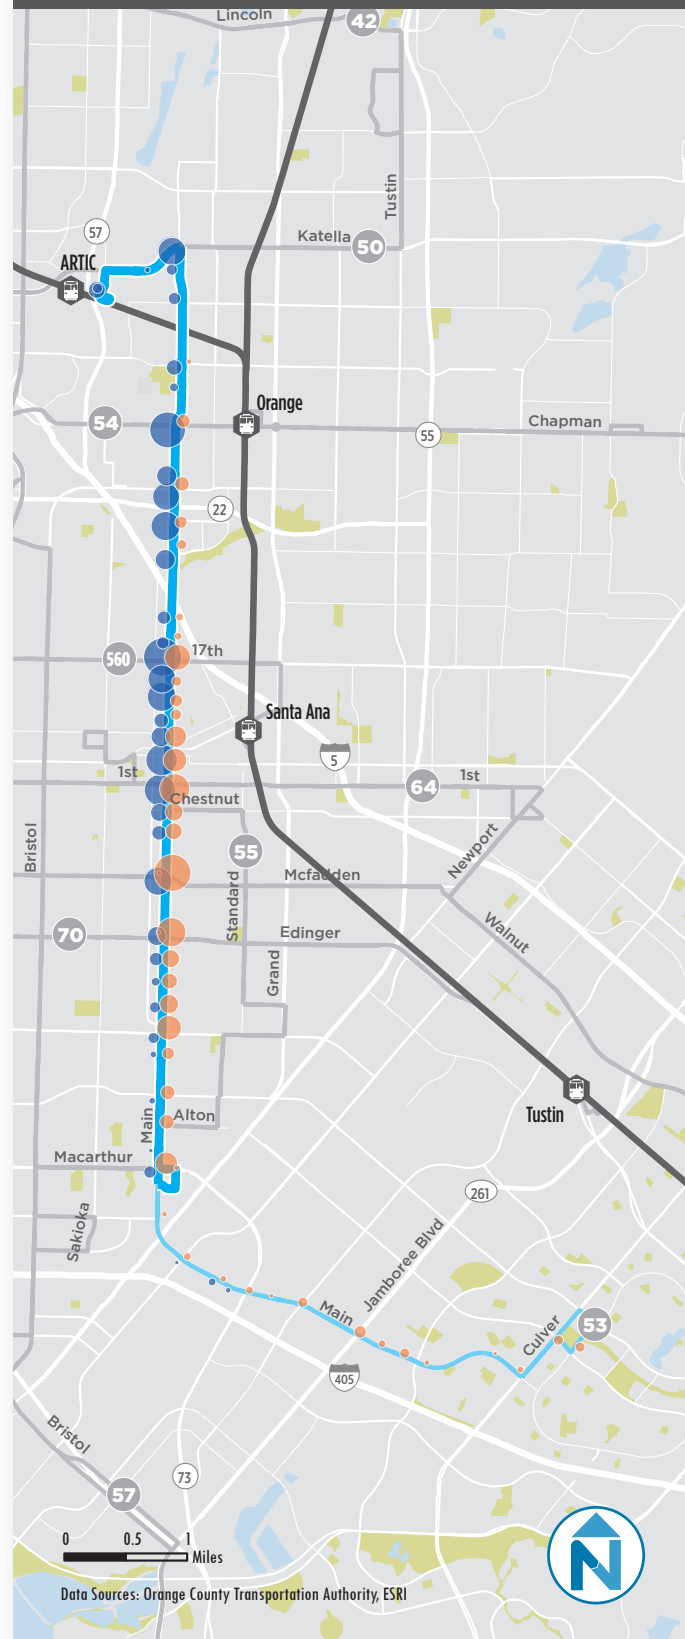 Lincoln
42
Tustin
57
Katella
50
ARTIC
Orange
54
Chapman
55
22
560
17th
Santa Ana
5
1st
1st
64
Chestnut
Bristol
55
Newport
Mcfadden
Standard
Walnut
70
Edinger
Grand
Tustin
Main
Alton
Macarthur
261
Sakioka
Jamboree Blvd
Main
Culver
53
405
Bristol
73
57
0 0.5 1
Miles
N
Data Sources: Orange County Transportation Authority, ESRI